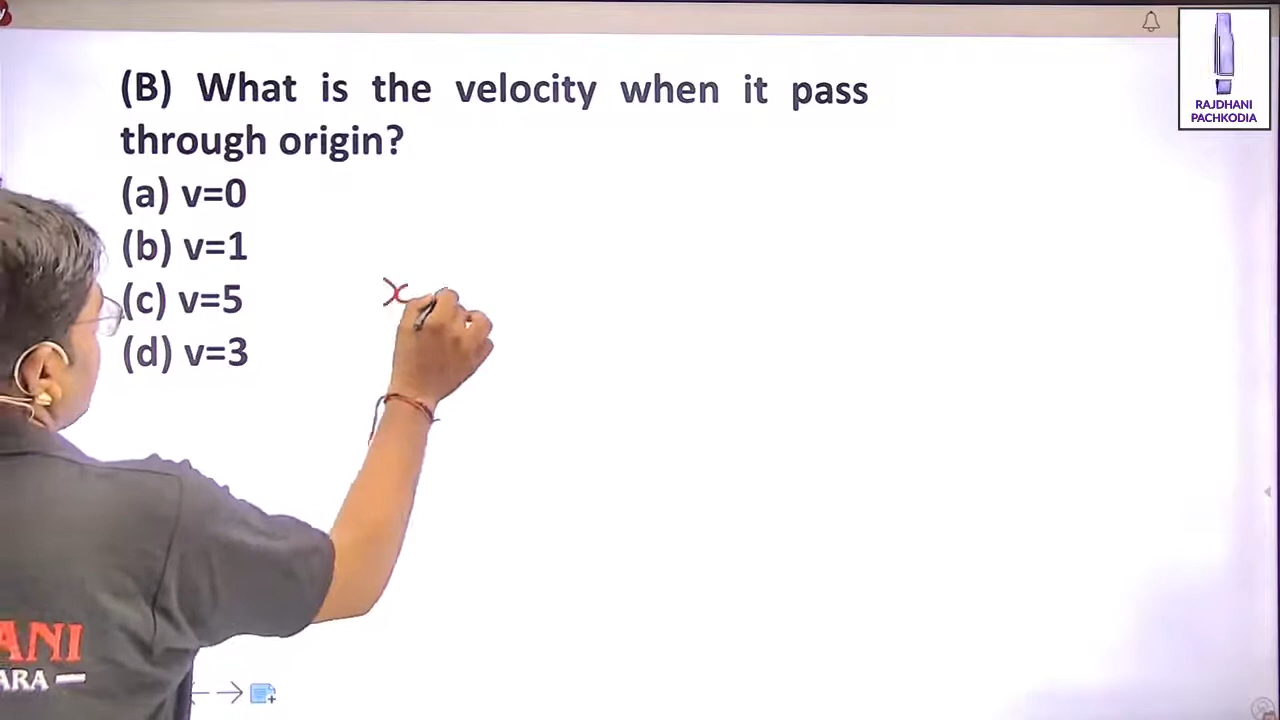 (B) What is the velocity when it pass
through origin?
(a) v=0
(b) v=1
(c) v=5
(d) v=3
x
RAJDHANI
PACHKODIA
ANI
ARA